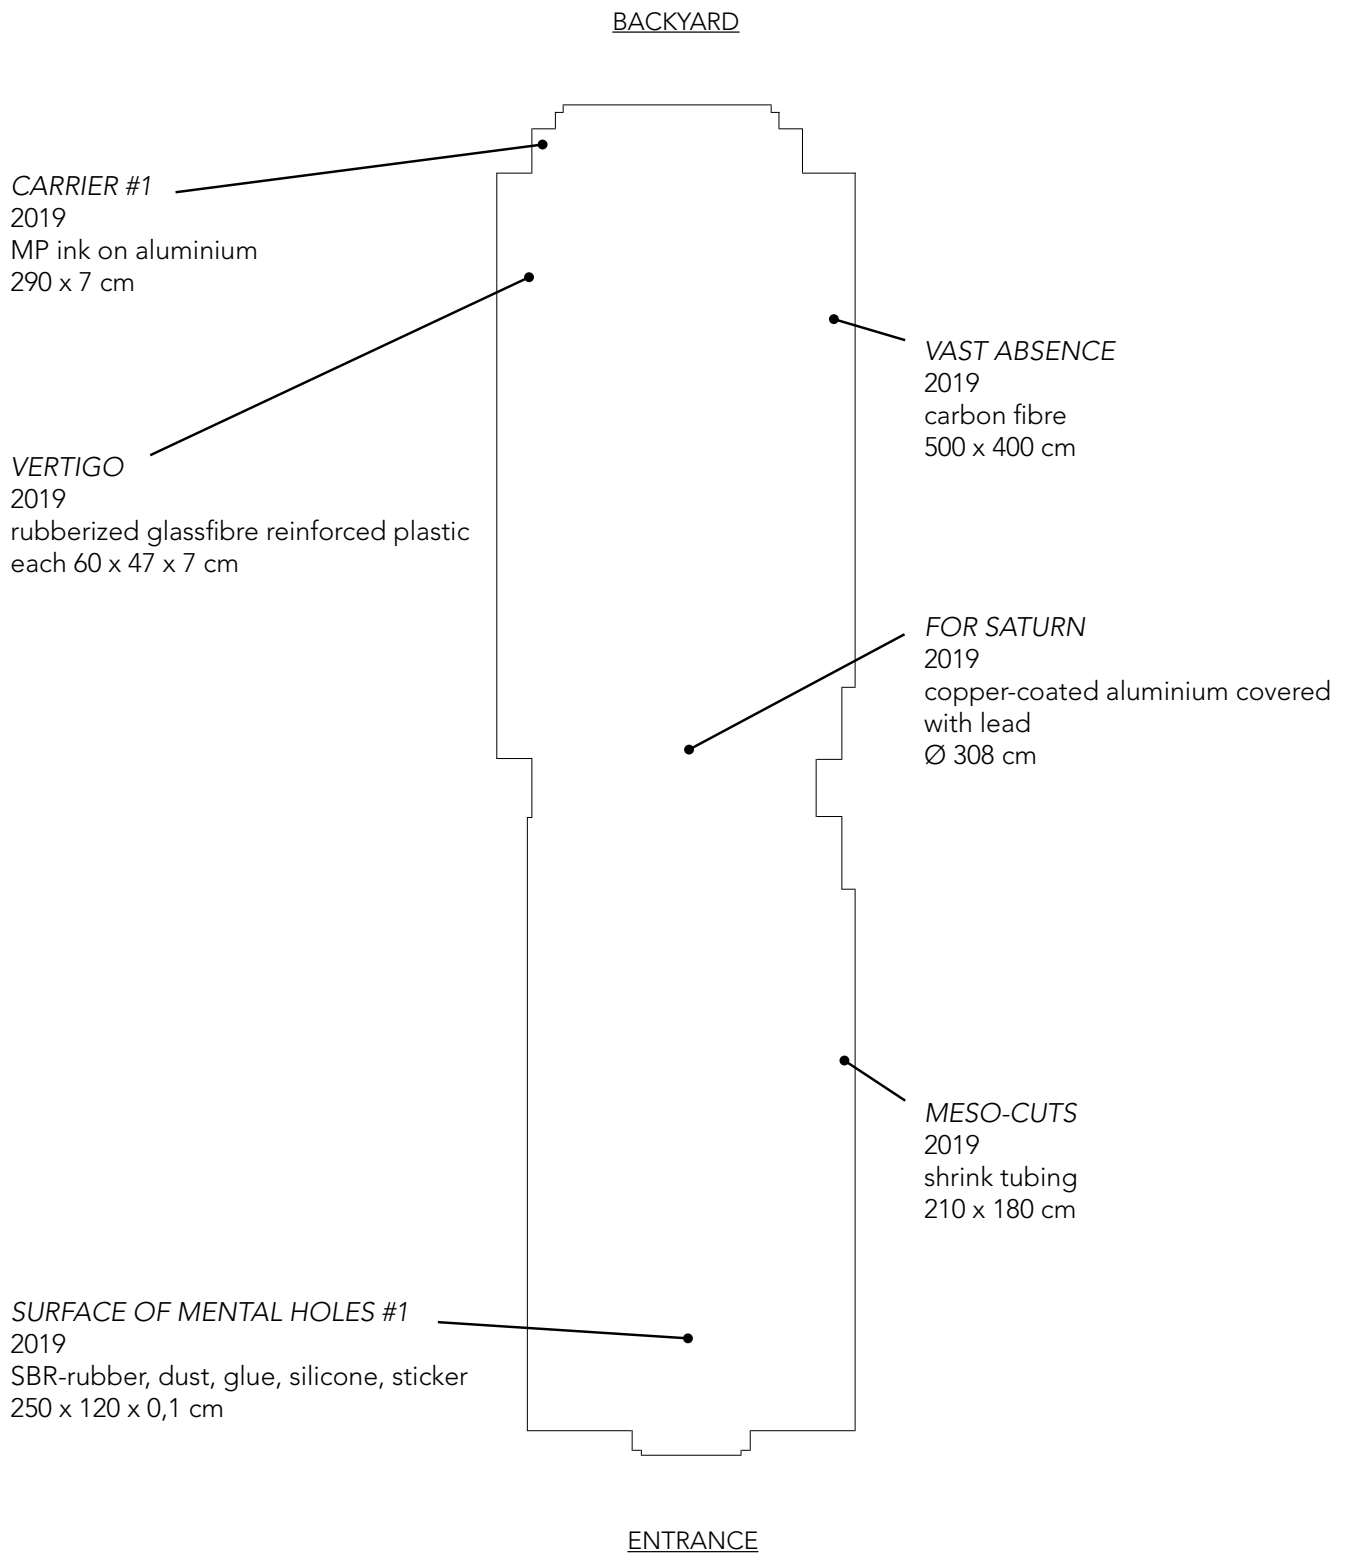 BACKYARD
CARRIER #1
2019
MP ink on aluminium
290 x 7 cm
VERTIGO
2019
rubberized glassfibre reinforced plastic
each 60 x 47 x 7 cm
VAST ABSENCE
2019
carbon fibre
500 x 400 cm
FOR SATURN
2019
copper-coated aluminium covered
with lead
Ø 308 cm
MESO-CUTS
2019
shrink tubing
210 x 180 cm
SURFACE OF MENTAL HOLES #1
2019
SBR-rubber, dust, glue, silicone, sticker
250 x 120 x 0,1 cm
ENTRANCE